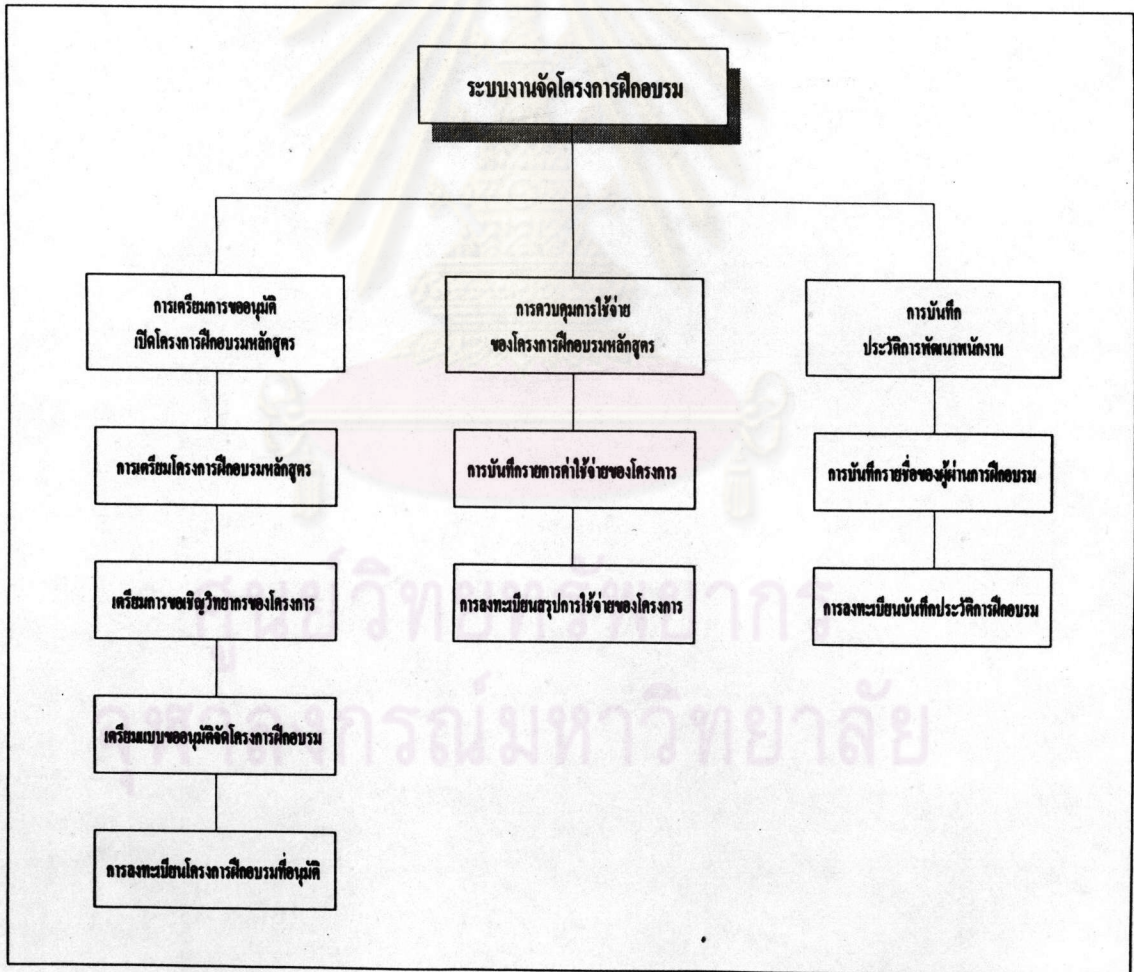 ระบบงานจัดโครงการฝึกอบรม
การเตรียมการขออนุมัติ
เปิดโครงการฝึกอบรมหลักสูตร
การควบคุมการใช้จ่าย
ของโครงการฝึกอบรมหลักสูตร
การบันทึก
ประวัติการพัฒนาพนักงาน
การเตรียมโครงการฝึกอบรมหลักสูตร
การบันทึกรายการค่าใช้จ่ายของโครงการ
การบันทึกรายชื่อของผู้ผ่านการฝึกอบรม
เตรียมการขอเชิญวิทยากรของโครงการ
การลงทะเบียนสรุปการใช้จ่ายของโครงการ
การลงทะเบียนบันทึกประวัติการฝึกอบรม
เตรียมแบบขออนุมัติจัดโครงการฝึกอบรม
การลงทะเบียนโครงการฝึกอบรมที่อนุมัติ
ศูนย์วิทยทรัพยากร
จุฬาลงกรณ์มหาวิทยาลัย